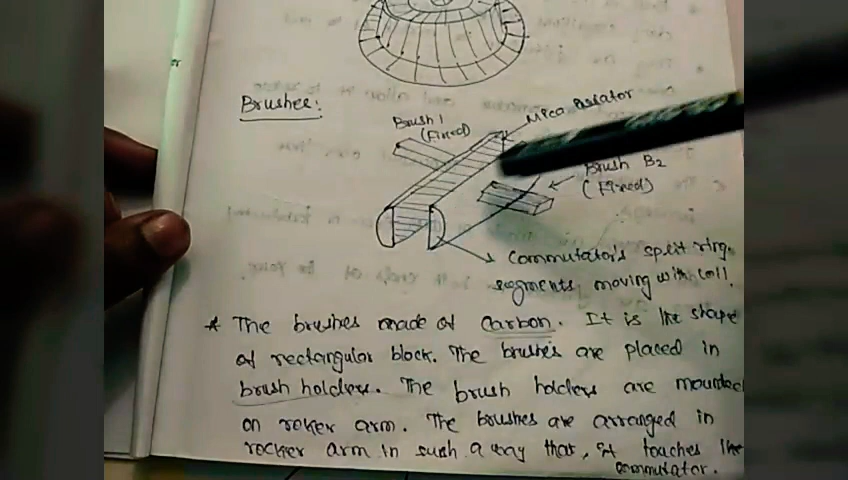 Brushes:
Brush 1
(Fixed)
Mica
Brush B2
(Fixed)
Commutator's split ring
segments, moving with coil.
* The brushes made of Carbon. It is the shape
of rectangular block. The brushes are placed in
brush holders. The brush holders are mounted
on roker arm. The brushes are arranged in
rocker arm in such a way that, it touches the
commutator.